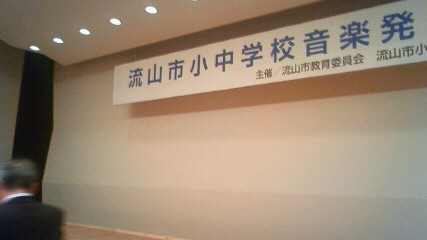 流山市小中学校音楽発
主催 流山市教育委員会 流山市小